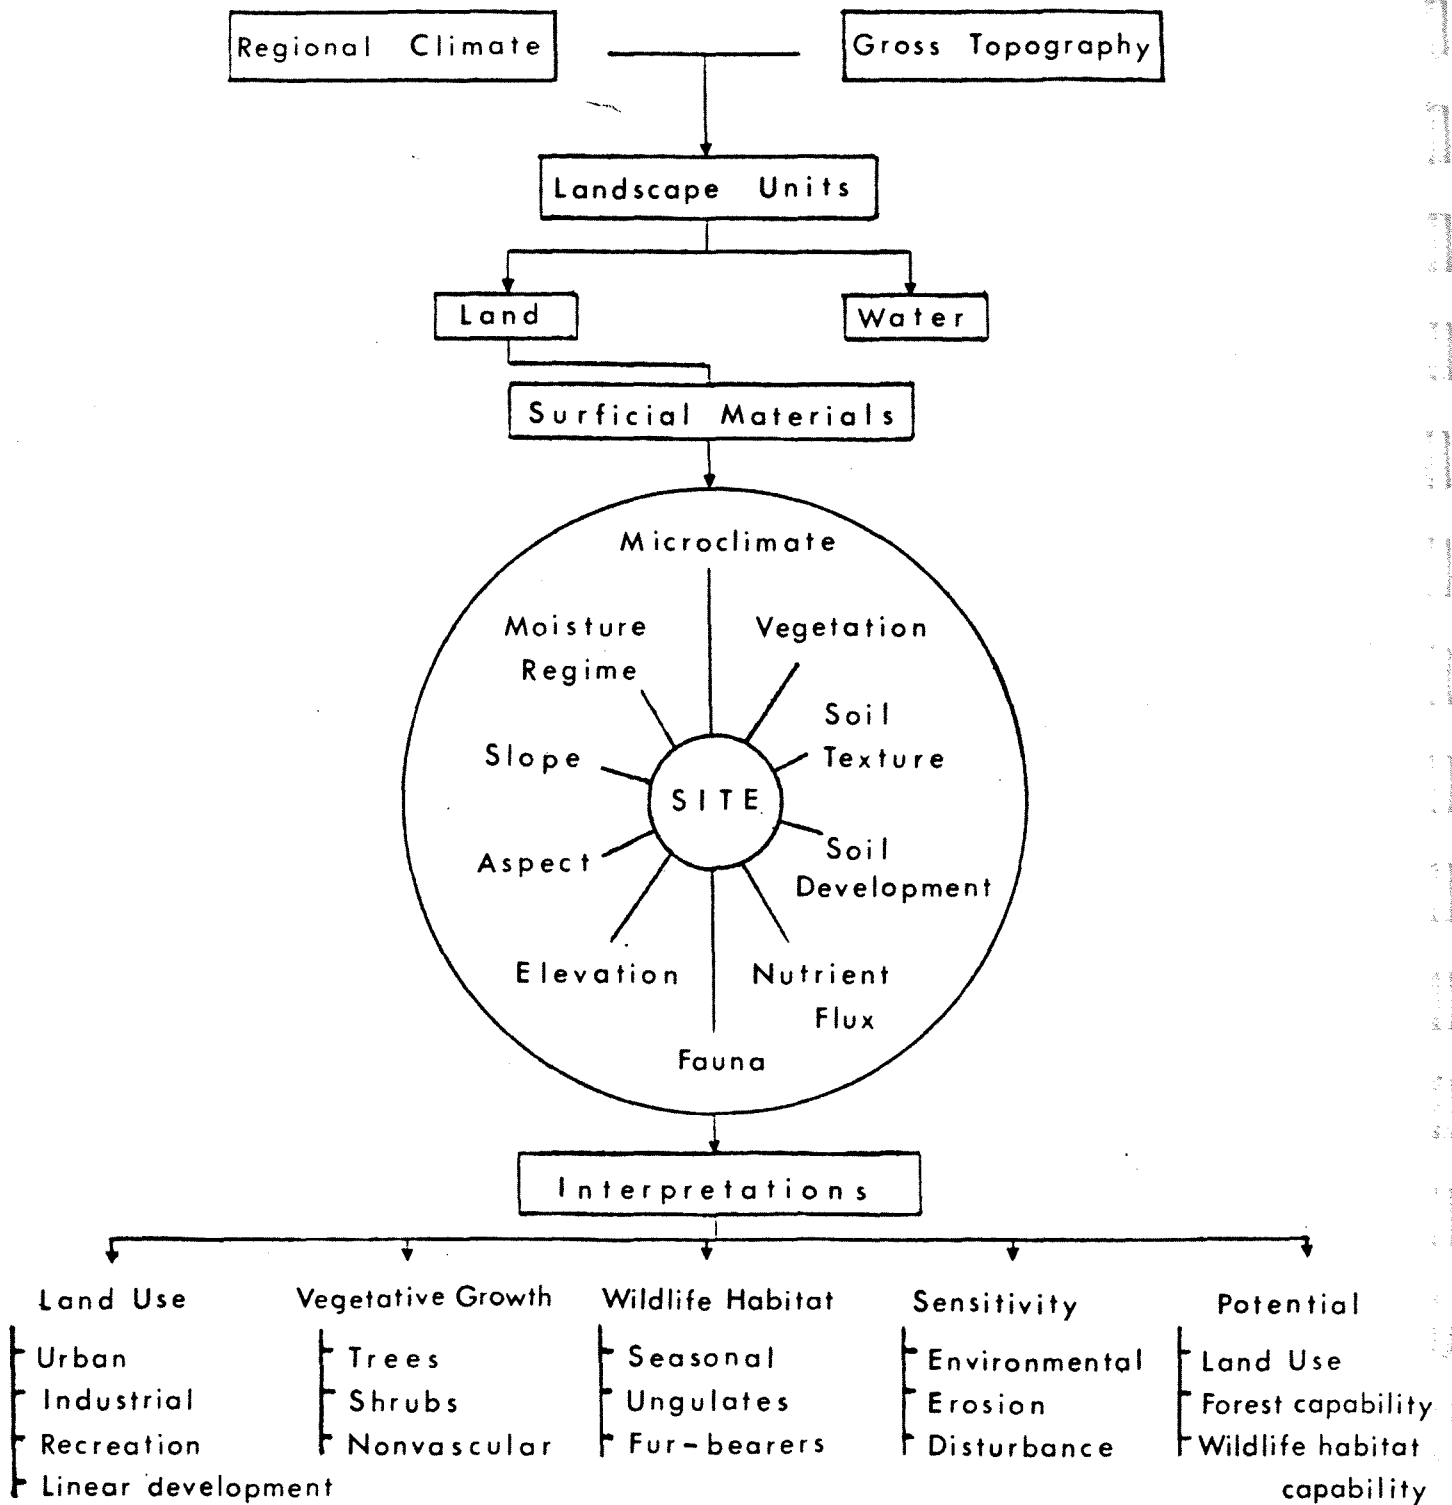 Regional Climate
Gross Topography
Landscape Units
Land
Water
Surficial Materials
Microclimate
Moisture
Regime
Vegetation
Soil
Texture
Slope
SITE
Aspect
Soil
Development
Elevation
Nutrient
Flux
Fauna
Interpretations
Land Use
Urban
Industrial
Recreation
Linear development
Vegetative Growth
Trees
Shrubs
Nonvascular
Wildlife Habitat
Seasonal
Ungulates
Fur-bearers
Sensitivity
Environmental
Erosion
Disturbance
Potential
Land Use
Forest capability
Wildlife habitat
capability